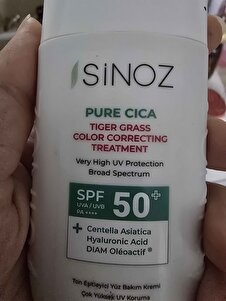 SiNOZ
PURE CICA
TIGER GRASS
COLOR CORRECTING
TREATMENT
Very High UV Protection
Broad Spectrum
SPF 50+
UVA / UVB
PA ++++
+ Centella Asiatica
Hyaluronic Acid
DIAM Oléoactif ®
Ton Eşitleyici Yüz Bakım Kremi
Çok Yüksek UV Koruma